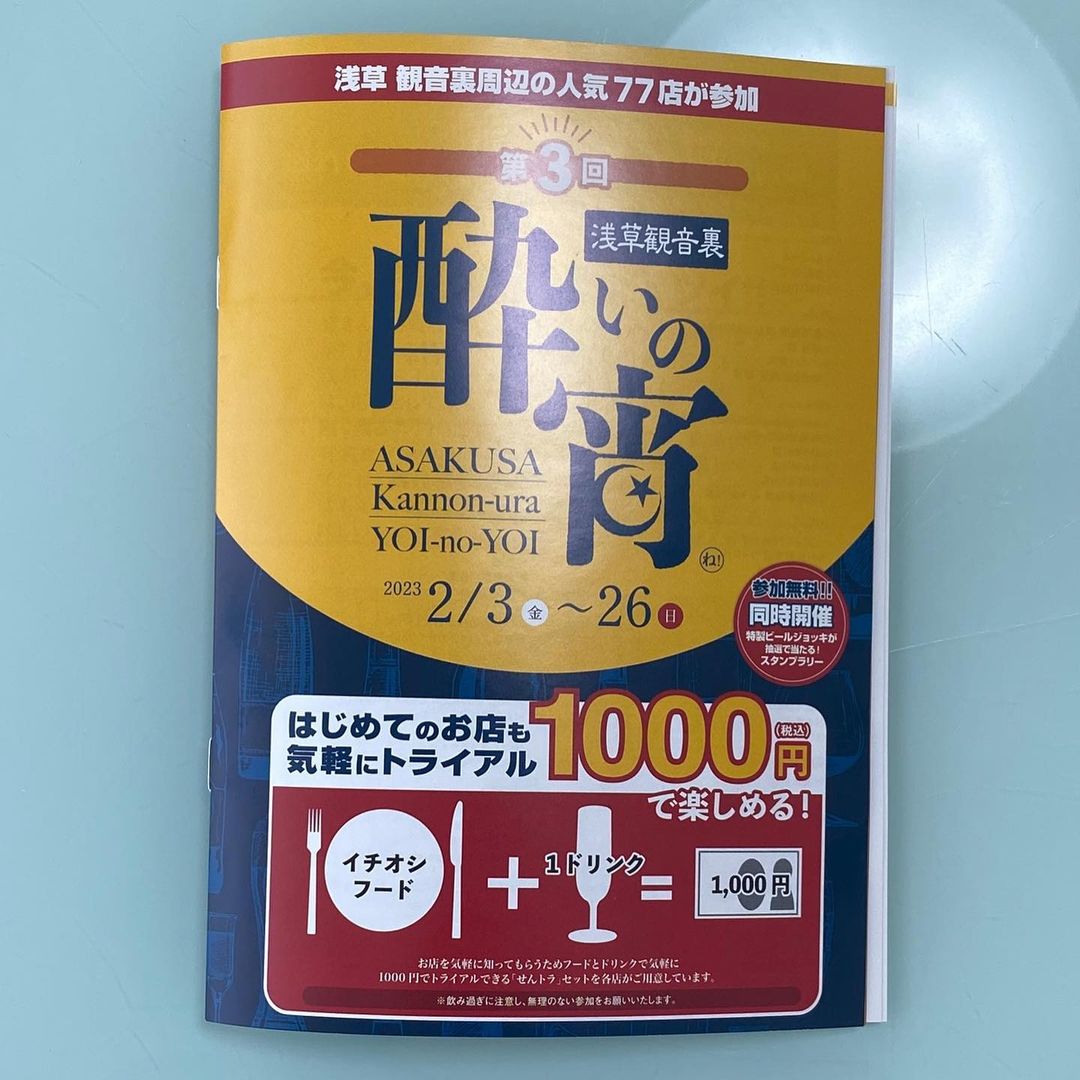 浅草 観音裏周辺の人気77店が参加
第3回
浅草観音裏
酔いの宵
ASAKUSA
Kannon-ura
YOI-no-YOI
ね!
2023 2/3 金 〜26 日
参加無料!!
同時開催
特製ビールジョッキが
抽選で当たる!
スタンプラリー
はじめてのお店も
気軽にトライアル
1000円(税込)
で楽しめる!
イチオシ
フード
+
1ドリンク
=
1,000円
お店を気軽に知ってもらうためフードとドリンクで気軽に
1000円でトライアルできる「せんトラ」セットを各店がご用意しています。
※飲み過ぎに注意し、無理のない参加をお願いいたします。